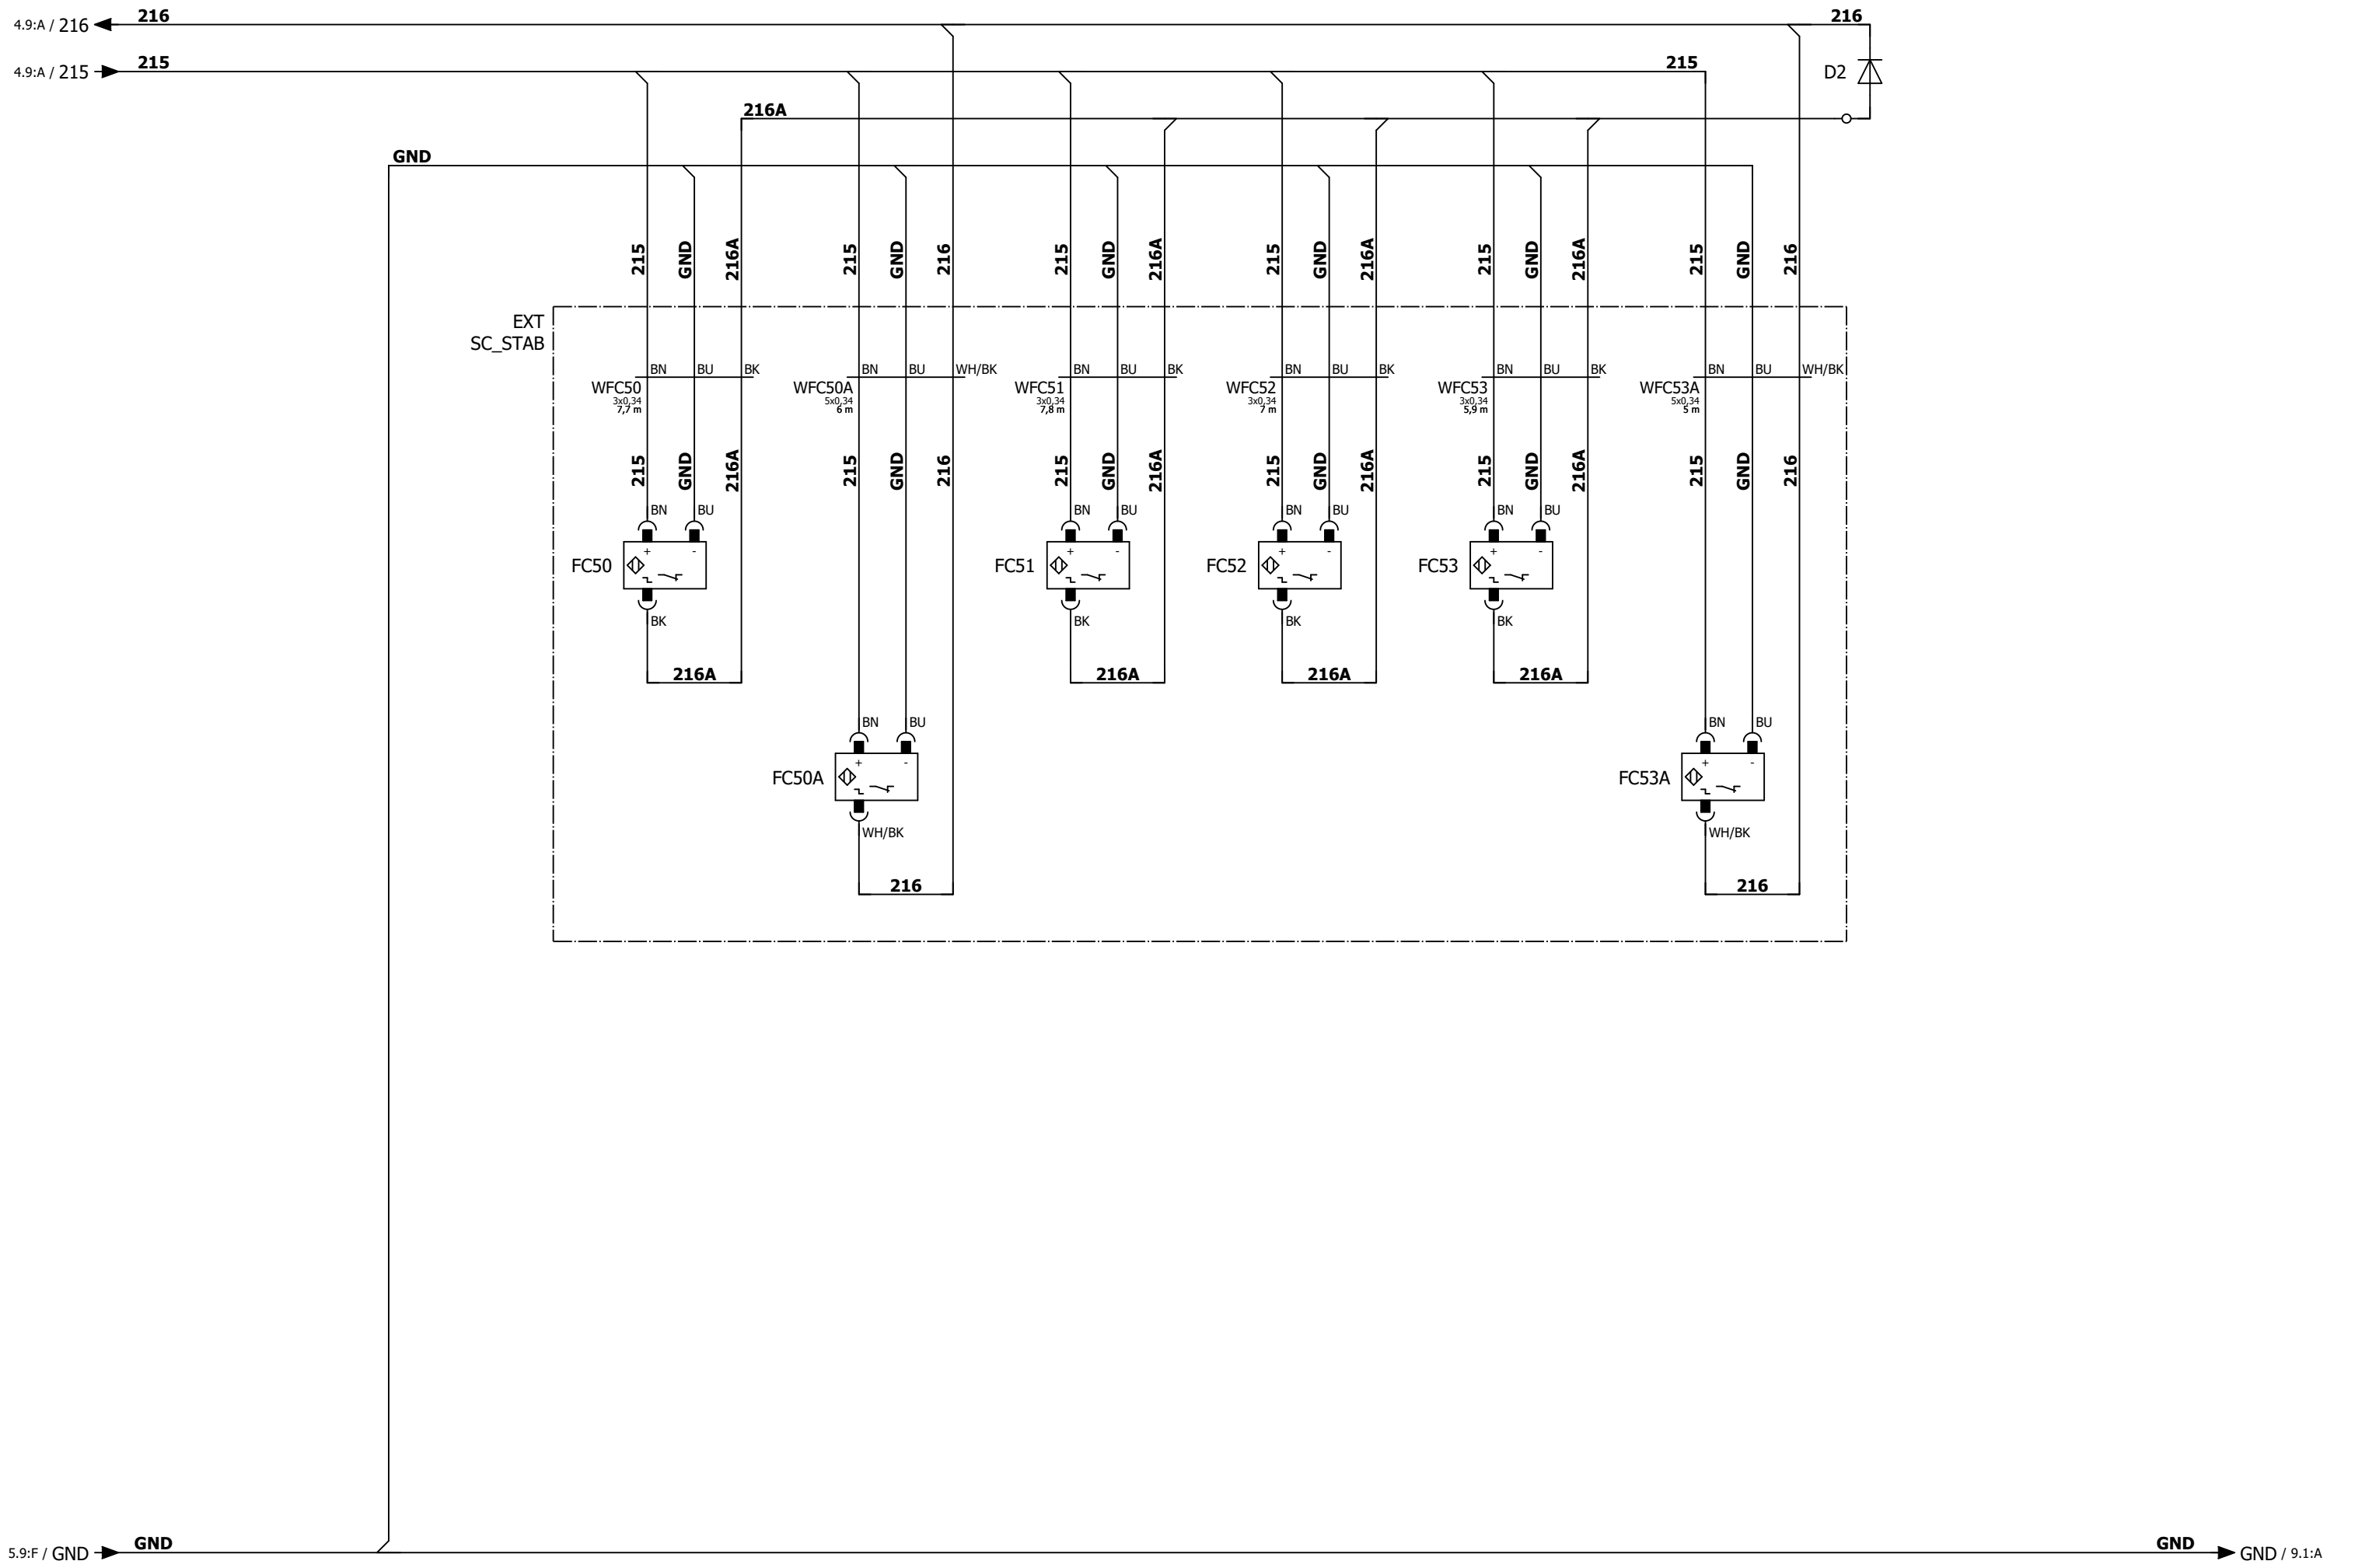 216 216
4.9:A / 216
215 215
4.9:A / 215 D2
216A
GND
215 GND 216A 215 GND 216 215 GND 216A 215 GND 216A 215 GND 216A 215 GND 216
EXT
SC_STAB
BN BU BK BN BU WH/BK BN BU BK BN BU BK BN BU BK BN BU WH/BK
WFC50 WFC50A WFC51 WFC52 WFC53 WFC53A
3x0,34 5x0,34 3x0,34 3x0,34 3x0,34 5x0,34
7,7 m 6 m 7,8 m 7 m 5,9 m 5 m
215 GND 216A 215 GND 216 215 GND 216A 215 GND 216A 215 GND 216A 215 GND 216
BN BU BN BU BN BU BN BU
+ - + - + - + -
FC50 FC51 FC52 FC53
BK BK BK BK
216A 216A 216A 216A
BN BU BN BU
+ - + -
FC50A FC53A
WH/BK WH/BK
216 216
GND GND
5.9:F / GND GND / 9.1:A